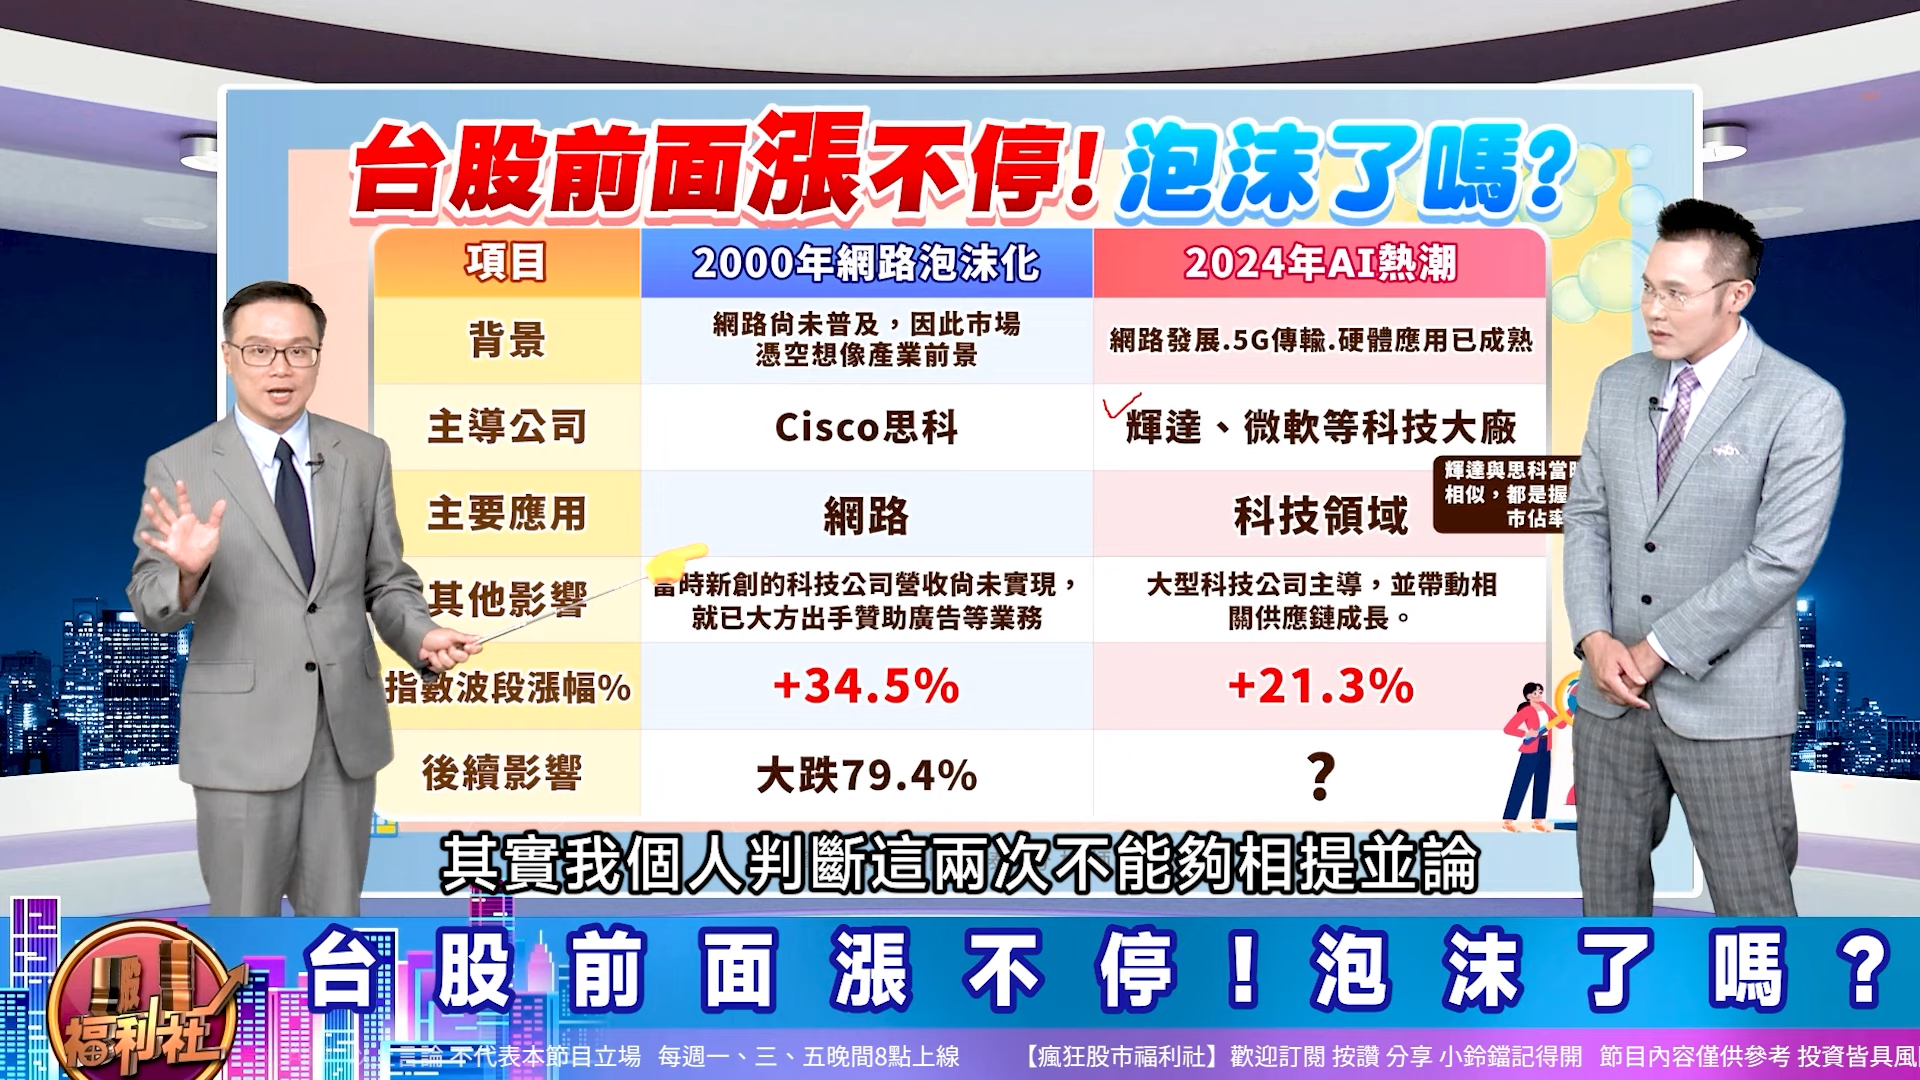 台股前面漲不停!泡沫了嗎?
項目
2000年網路泡沫化
2024年AI熱潮
背景
網路尚未普及，因此市場
憑空想像產業前景
網路發展.5G傳輸.硬體應用已成熟
主導公司
Cisco思科
輝達、微軟等科技大廠
輝達與思科當
相似，都是握
市佔率
主要應用
網路
科技領域
其他影響
當時新創的科技公司營收尚未實現，
就已大方出手贊助廣告等業務
大型科技公司主導，並帶動相
關供應鏈成長。
指數波段漲幅%
+34.5%
+21.3%
後續影響
大跌79.4%
?
其實我個人判斷這兩次不能夠相提並論
台股前面漲不停!泡沫了嗎?
股
福利社
言論 不代表本節目立場 每週一、三、五晚間8點上線 【瘋狂股市福利社】歡迎訂閱 按讚 分享 小鈴鐺記得開 節目內容僅供參考 投資皆具風